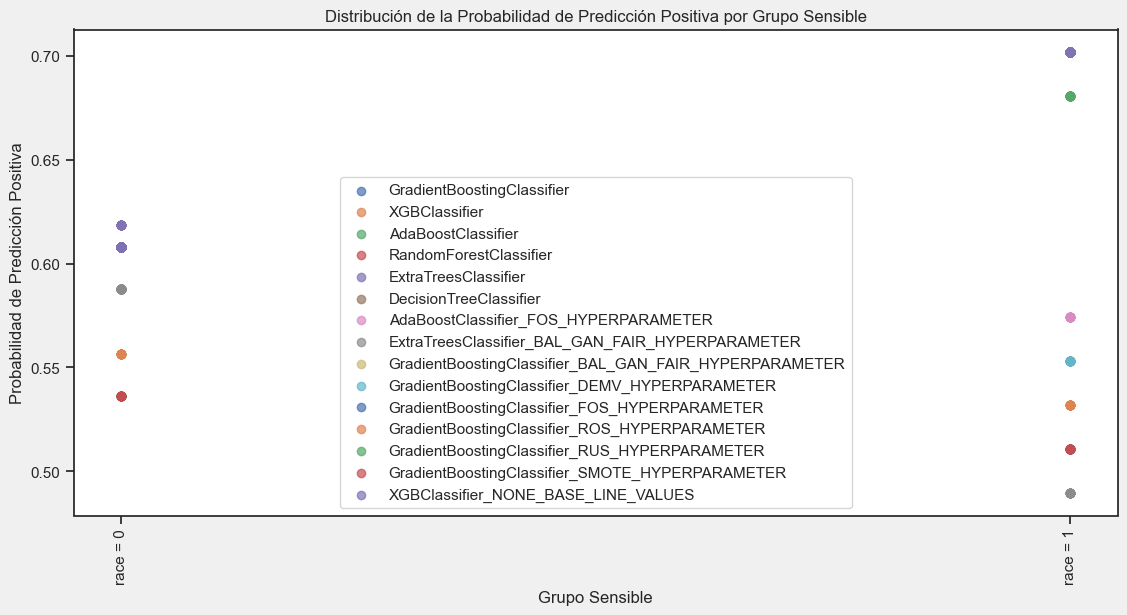 Distribución de la Probabilidad de Predicción Positiva por Grupo Sensible
Probabilidad de Predicción Positiva
0.70
0.65
0.60
0.55
0.50
GradientBoostingClassifier
XGBClassifier
AdaBoostClassifier
RandomForestClassifier
ExtraTreesClassifier
DecisionTreeClassifier
AdaBoostClassifier_FOS_HYPERPARAMETER
ExtraTreesClassifier_BAL_GAN_FAIR_HYPERPARAMETER
GradientBoostingClassifier_BAL_GAN_FAIR_HYPERPARAMETER
GradientBoostingClassifier_DEMV_HYPERPARAMETER
GradientBoostingClassifier_FOS_HYPERPARAMETER
GradientBoostingClassifier_ROS_HYPERPARAMETER
GradientBoostingClassifier_RUS_HYPERPARAMETER
GradientBoostingClassifier_SMOTE_HYPERPARAMETER
XGBClassifier_NONE_BASE_LINE_VALUES
race = 0
race = 1
Grupo Sensible